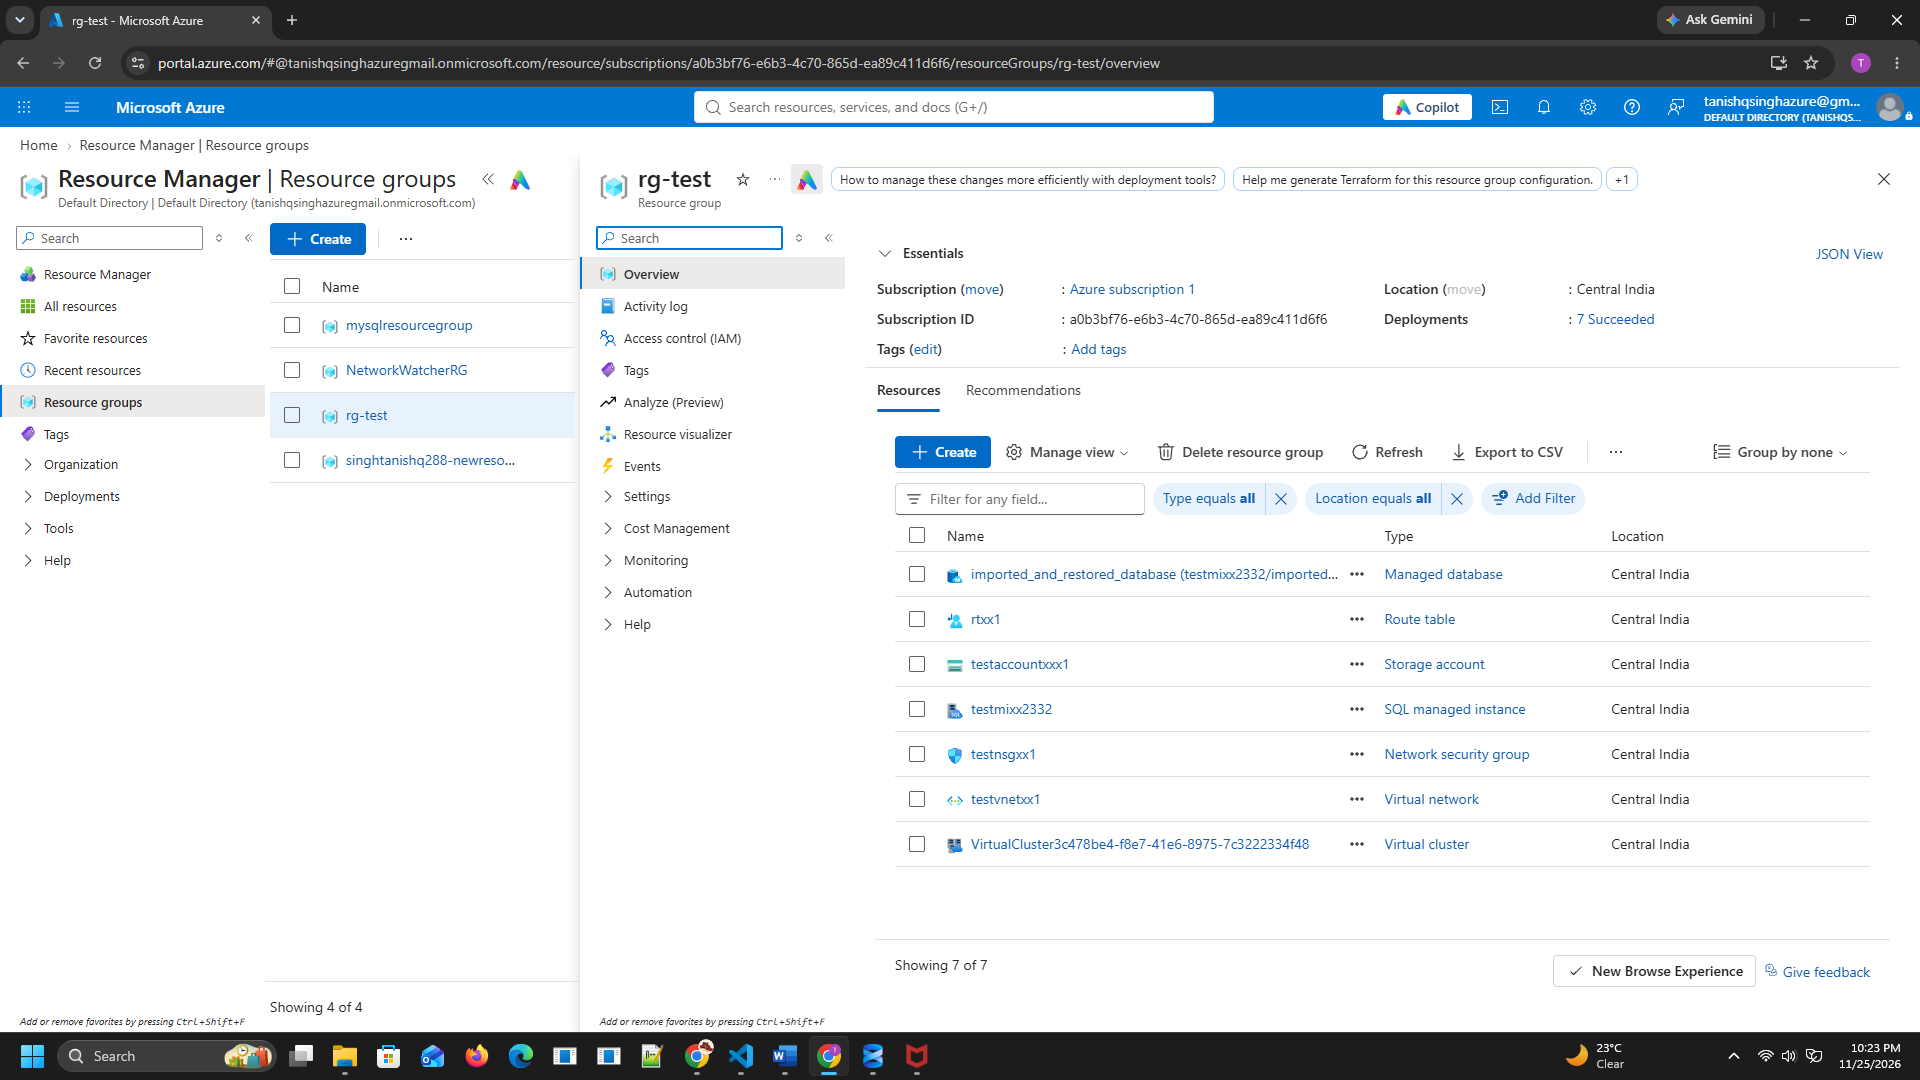 rg-test - Microsoft Azure
Ask Gemini
portal.azure.com/#@tanishqsinghazuregmail.onmicrosoft.com/resource/subscriptions/a0b3bf76-e6b3-4c70-865d-ea89c411d6f6/resourceGroups/rg-test/overview
T
Microsoft Azure
Search resources, services, and docs (G+/)
Copilot
tanishqsinghazure@gm...
DEFAULT DIRECTORY (TANISHQS...
Home > Resource Manager | Resource groups
Resource Manager | Resource groups
Default Directory | Default Directory (tanishqsinghazuregmail.onmicrosoft.com)
Search
Resource Manager
All resources
Favorite resources
Recent resources
Resource groups
Tags
Organization
Deployments
Tools
Help
Add or remove favorites by pressing Ctrl+Shift+F
Create
Name
mysqlresourcegroup
NetworkWatcherRG
rg-test
singhtanishq288-newreso...
Showing 4 of 4
rg-test
Resource group
How to manage these changes more efficiently with deployment tools?
Help me generate Terraform for this resource group configuration.
+1
Search
Overview
Activity log
Access control (IAM)
Tags
Analyze (Preview)
Resource visualizer
Events
Settings
Cost Management
Monitoring
Automation
Help
Add or remove favorites by pressing Ctrl+Shift+F
Essentials
JSON View
Subscription (move) : Azure subscription 1
Location (move) : Central India
Subscription ID : a0b3bf76-e6b3-4c70-865d-ea89c411d6f6
Deployments : 7 Succeeded
Tags (edit) : Add tags
Resources Recommendations
Create Manage view Delete resource group Refresh Export to CSV Group by none
Filter for any field... Type equals all Location equals all Add Filter
Name Type Location
imported_and_restored_database (testmixx2332/imported... Managed database Central India
rtxx1 Route table Central India
testaccountxxx1 Storage account Central India
testmixx2332 SQL managed instance Central India
testnsgxx1 Network security group Central India
testvnetxx1 Virtual network Central India
VirtualCluster3c478be4-f8e7-41e6-8975-7c3222334f48 Virtual cluster Central India
Showing 7 of 7
New Browse Experience
Give feedback
Search
23°C
Clear
10:23 PM
11/25/2026